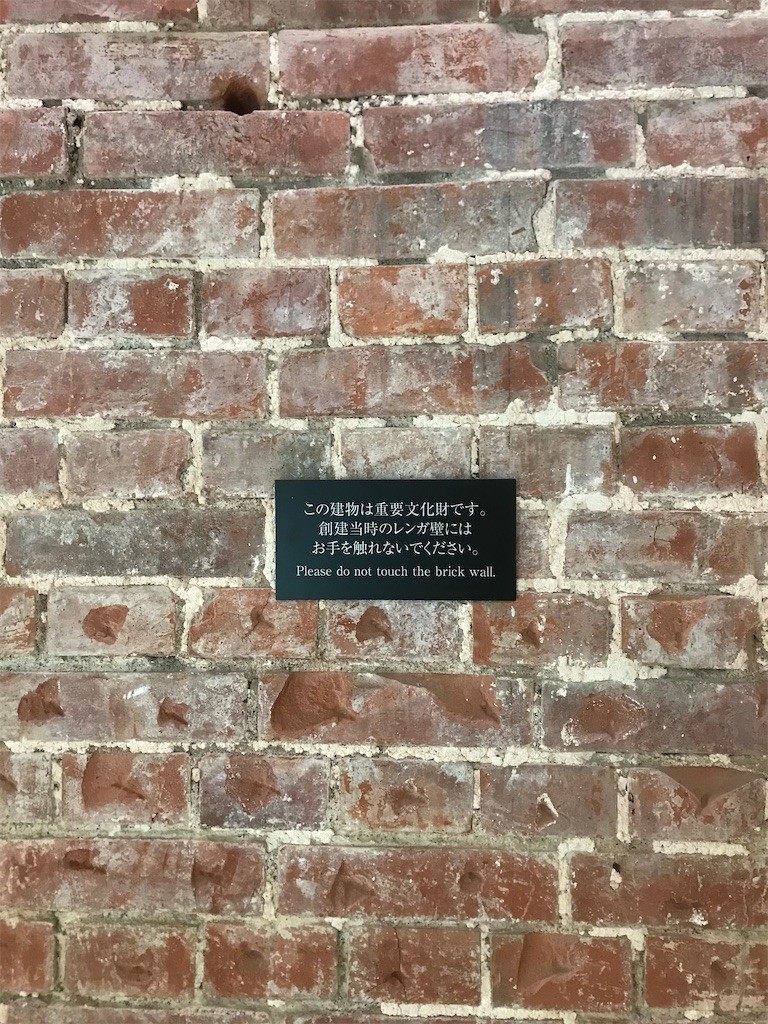 この建物は重要文化財です。
創建当時のレンガ壁には
お手を触れないでください。
Please do not touch the brick wall.